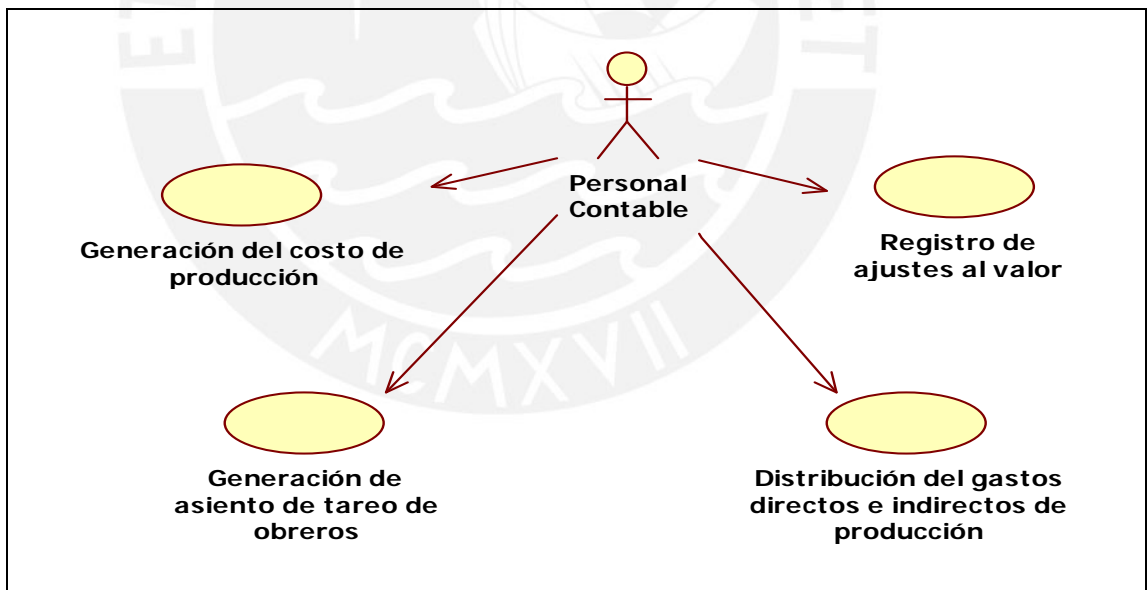 Personal
Contable
Generación del costo de
producción
Registro de
ajustes al valor
MCMXVII
Generación de
asiento de tareo de
obreros
Distribución del gastos
directos e indirectos de
producción